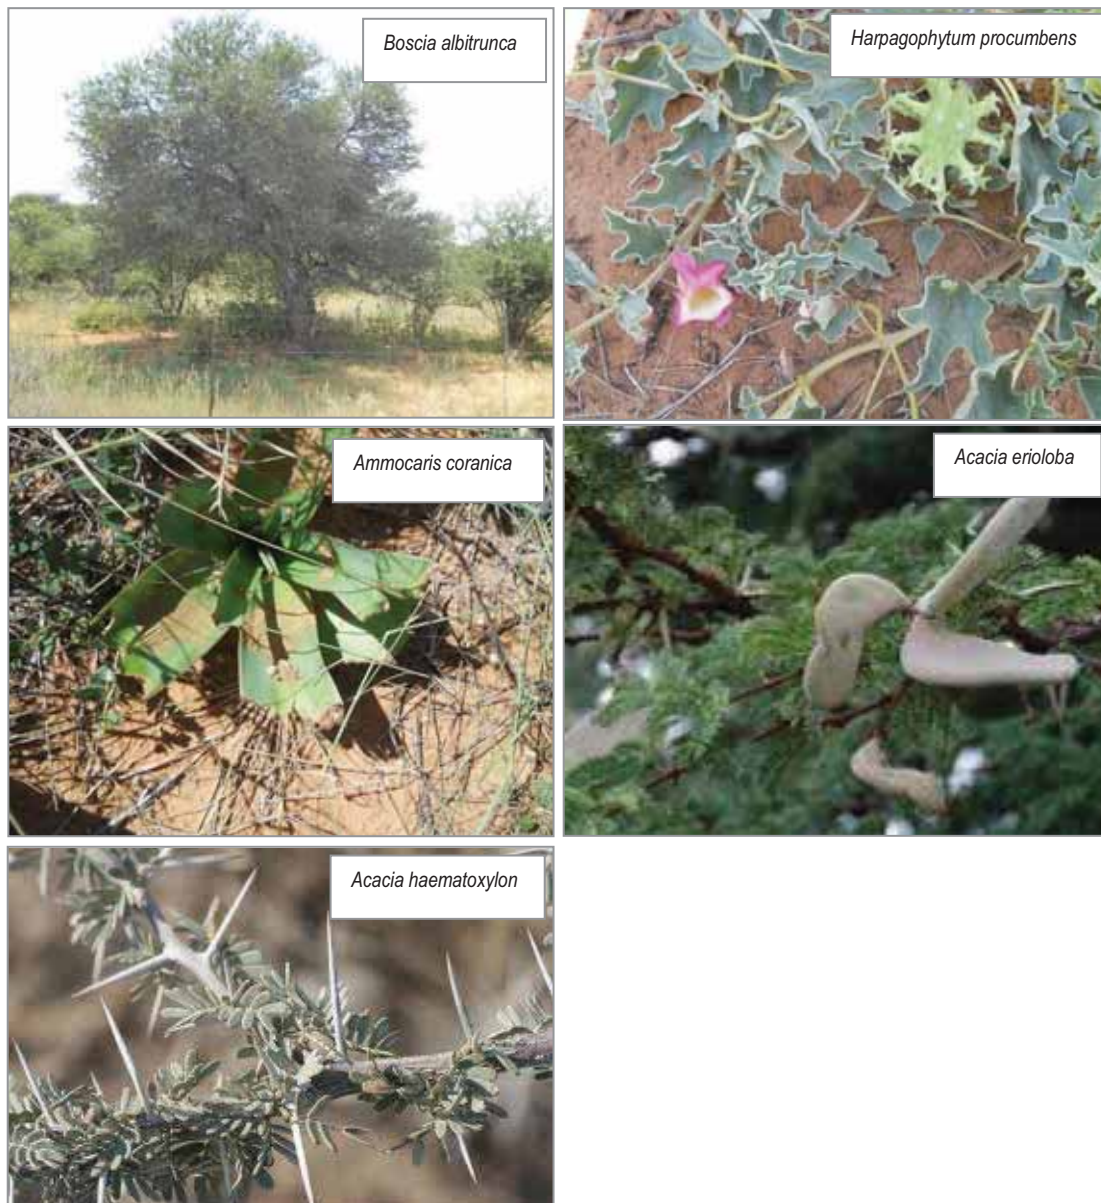 Boscia albitrunca
Harpagophytum procumbens
Ammocaris coranica
Acacia erioloba
Acacia haematoxylon